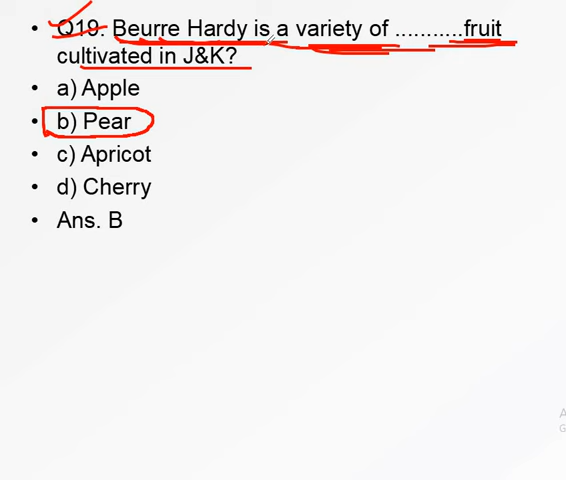 • Q19. Beurre Hardy is a variety of ...........fruit
cultivated in J&K?
• a) Apple
• b) Pear
• c) Apricot
• d) Cherry
• Ans. B